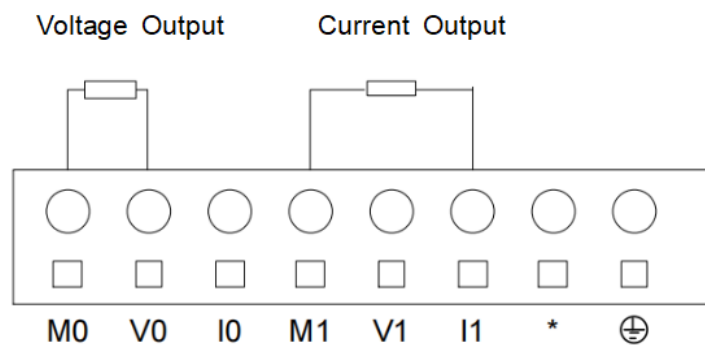 Voltage Output Current Output
M0 V0 I0 M1 V1 I1 *